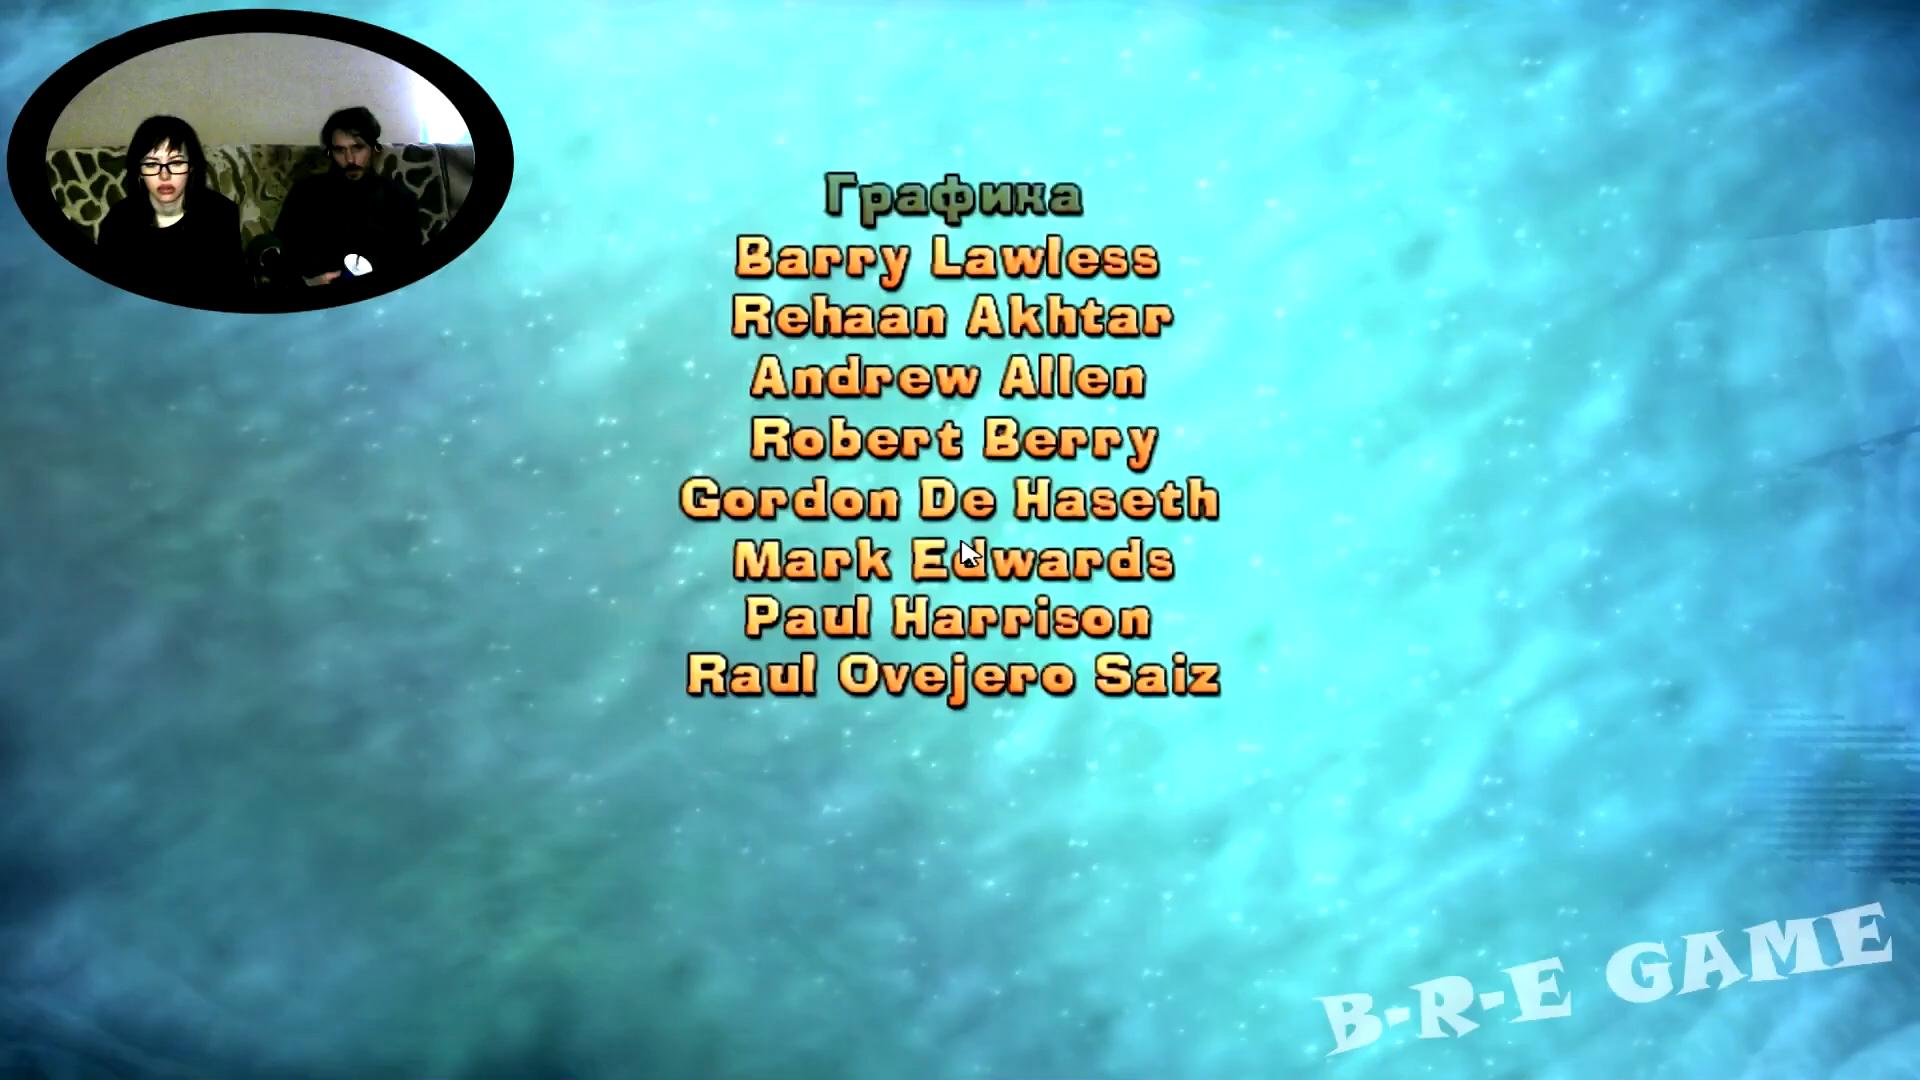 Графика
Barry Lawless
Rehaan Akhtar
Andrew Allen
Robert Berry
Gordon De Haseth
Mark Edwards
Paul Harrison
Raul Ovejero Saiz
B-R-E GAME